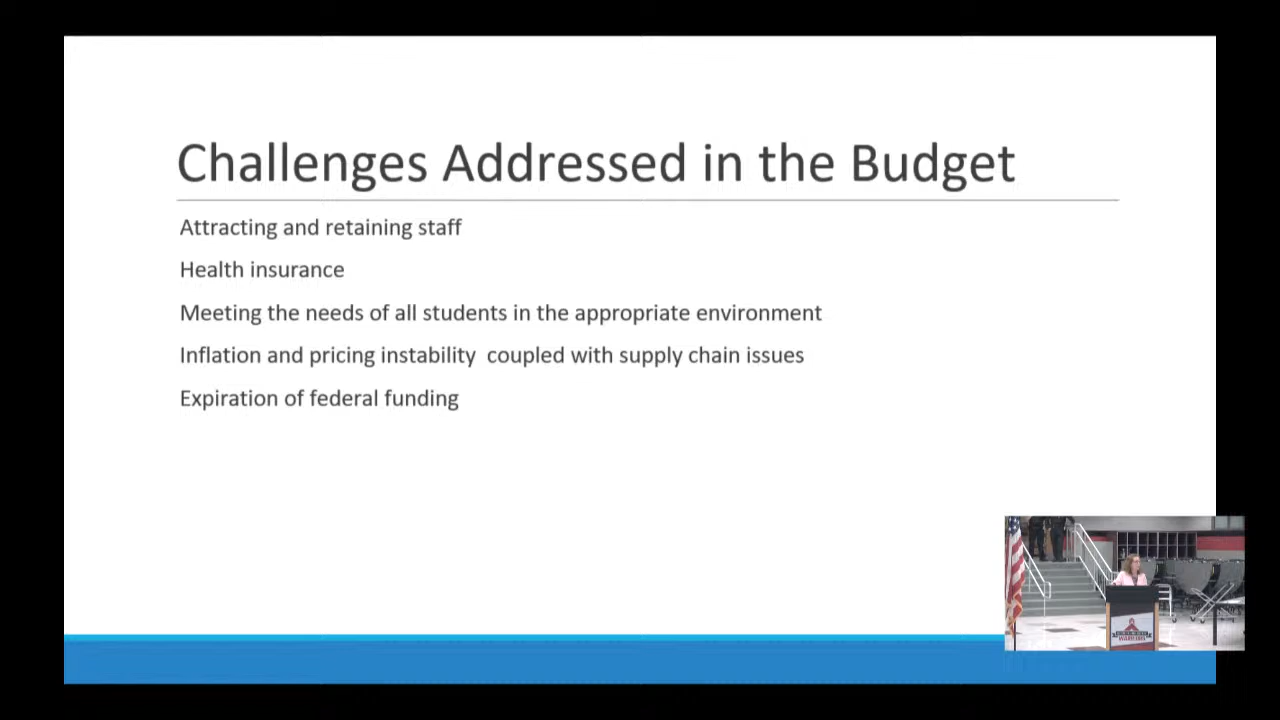 Challenges Addressed in the Budget
Attracting and retaining staff
Health insurance
Meeting the needs of all students in the appropriate environment
Inflation and pricing instability  coupled with supply chain issues
Expiration of federal funding
WARRIORS